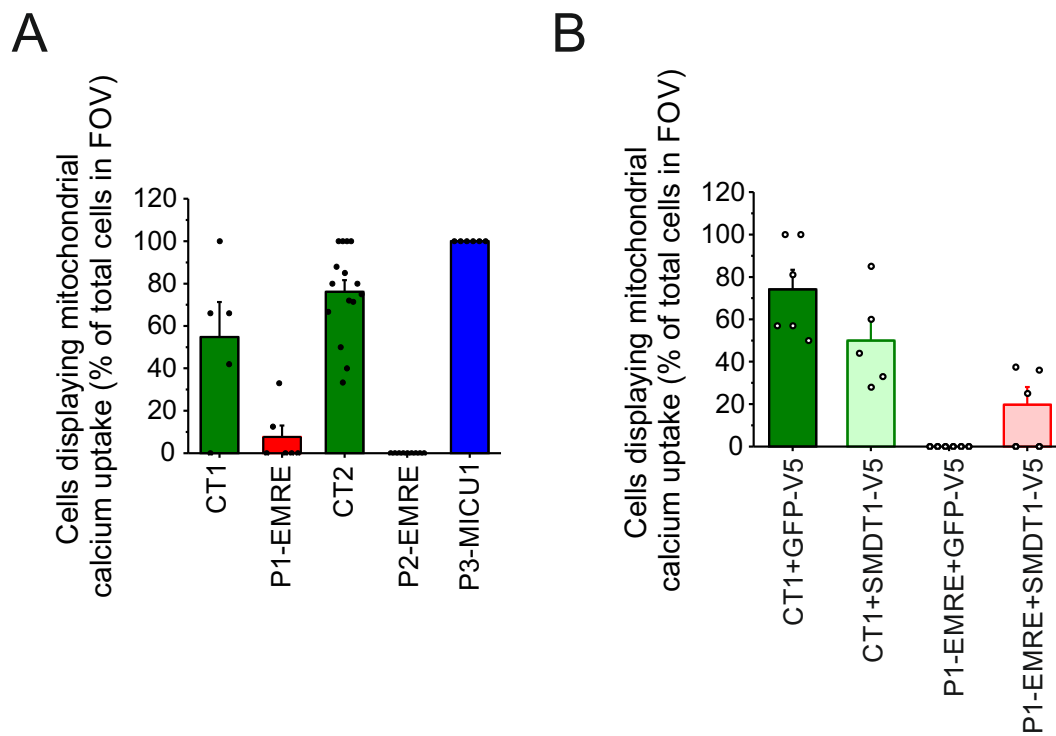 A
Cells displaying mitochondrial
calcium uptake (% of total cells in FOV)
120
100
80
60
40
20
0
CT1
P1-EMRE
CT2
P2-EMRE
P3-MICU1
B
Cells displaying mitochondrial
calcium uptake (% of total cells in FOV)
120
100
80
60
40
20
0
CT1+GFP-V5
CT1+SMDT1-V5
P1-EMRE+GFP-V5
P1-EMRE+SMDT1-V5